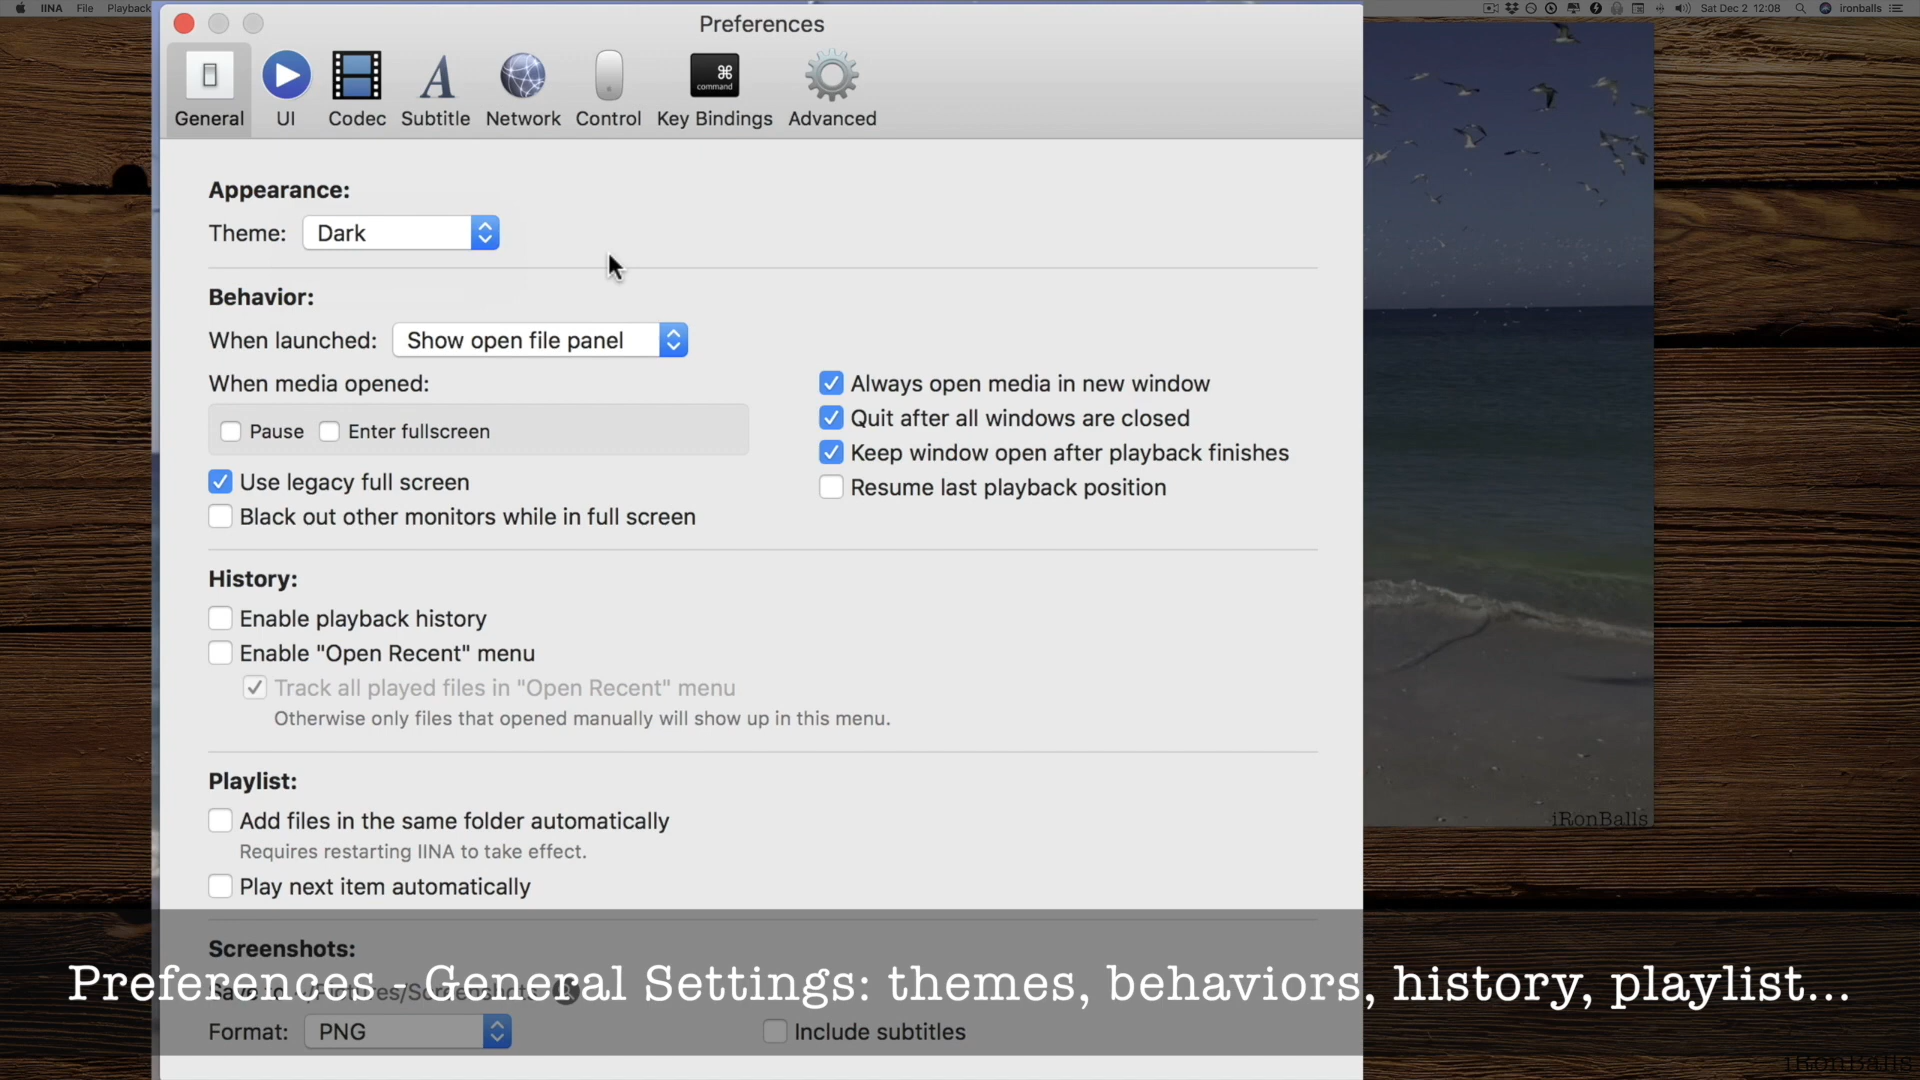 IINA File Playback
Sat Dec 2 12:08 ironballs
Preferences
General UI Codec Subtitle Network Control Key Bindings Advanced
command
Appearance:
Theme: Dark
Behavior:
When launched: Show open file panel
When media opened:
Pause Enter fullscreen
Use legacy full screen
Black out other monitors while in full screen
Always open media in new window
Quit after all windows are closed
Keep window open after playback finishes
Resume last playback position
History:
Enable playback history
Enable "Open Recent" menu
Track all played files in "Open Recent" menu
Otherwise only files that opened manually will show up in this menu.
Playlist:
Add files in the same folder automatically
Requires restarting IINA to take effect.
Play next item automatically
iRonBalls
Screenshots:
Save to ~/Pictures/Screenshots
Preferences - General Settings: themes, behaviors, history, playlist...
Format: PNG
Include subtitles
iRonBalls